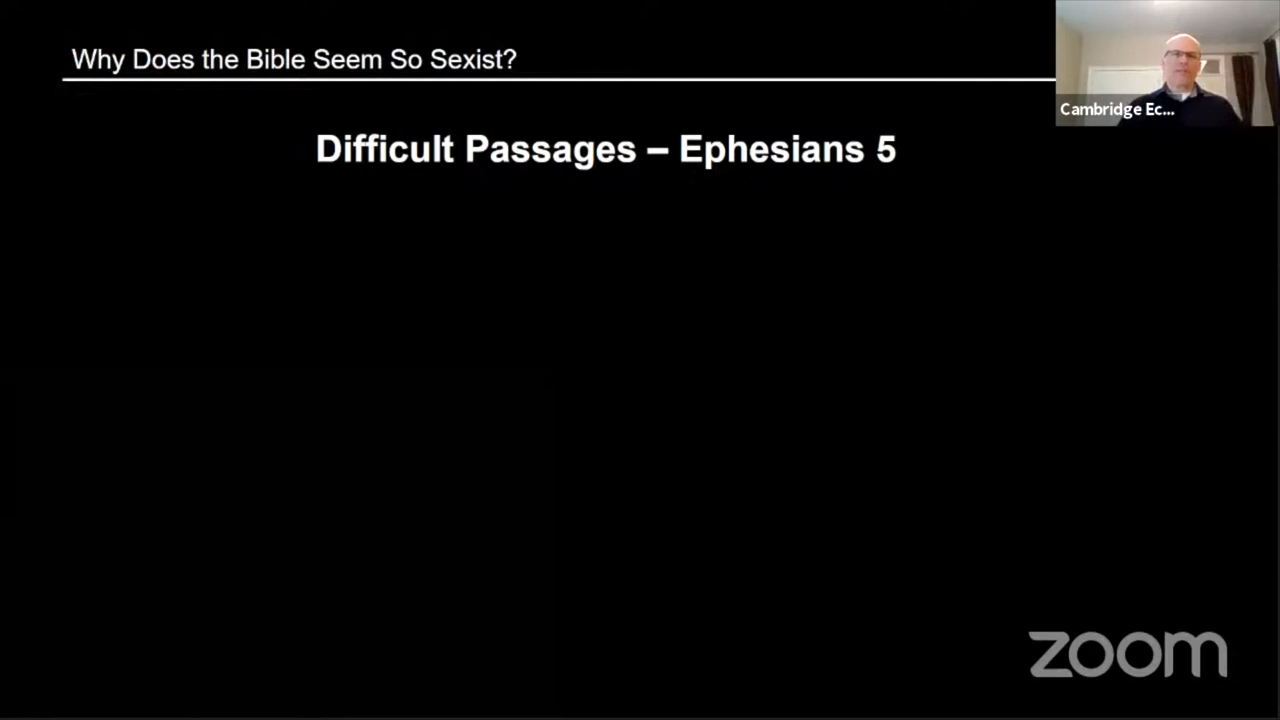 Why Does the Bible Seem So Sexist?
Cambridge Ec...
Difficult Passages – Ephesians 5
zoom